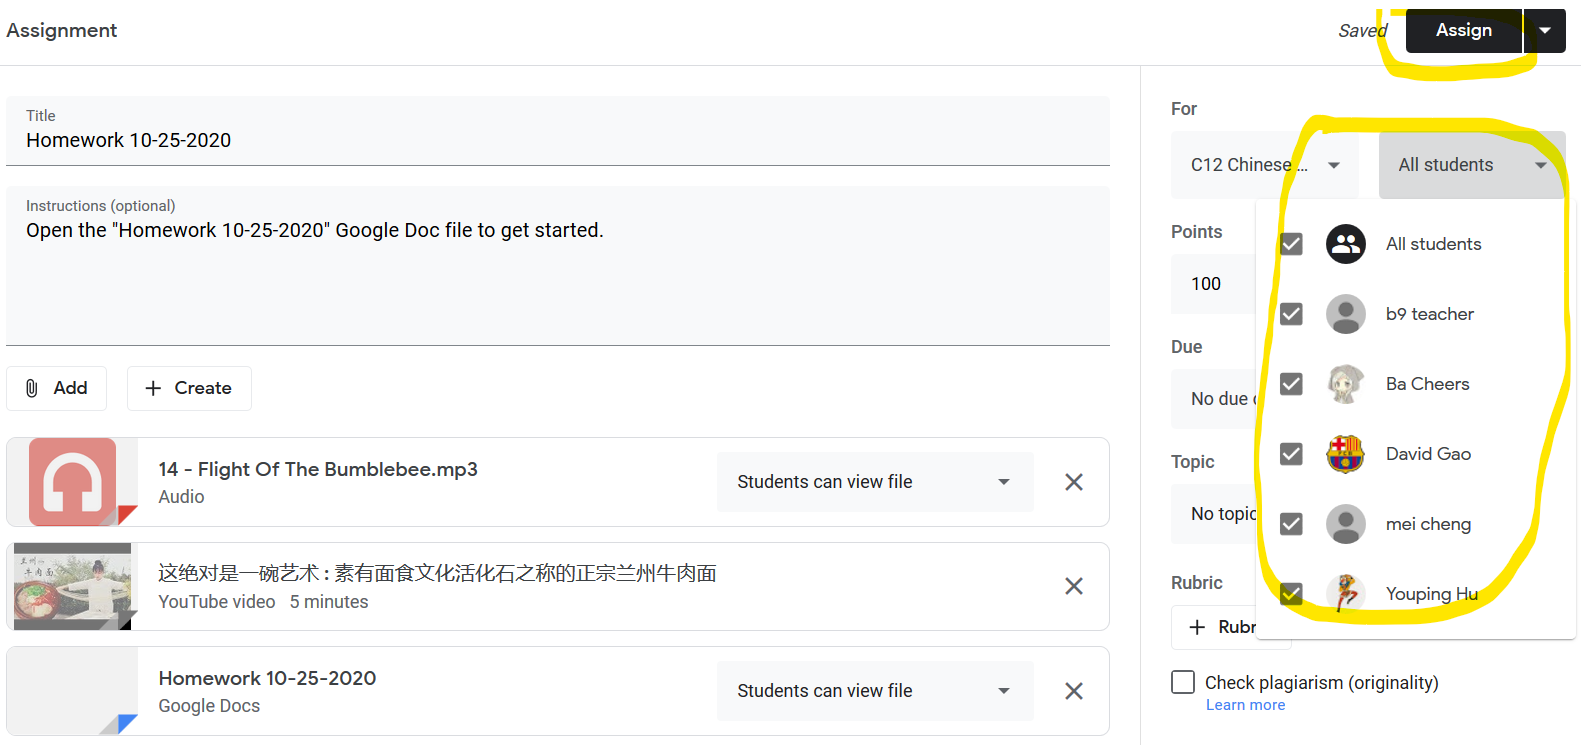 Assignment
Saved
Assign
Title
Homework 10-25-2020
Instructions (optional)
Open the "Homework 10-25-2020" Google Doc file to get started.
Add
Create
14 - Flight Of The Bumblebee.mp3
Audio
Students can view file
这绝对是一碗艺术 : 素有面食文化活化石之称的正宗兰州牛肉面
YouTube video 5 minutes
Homework 10-25-2020
Google Docs
Students can view file
For
C12 Chinese ...
All students
Points
100
Due
No due
Topic
No topic
Rubric
Rubr
All students
b9 teacher
Ba Cheers
David Gao
mei cheng
Youping Hu
Check plagiarism (originality)
Learn more